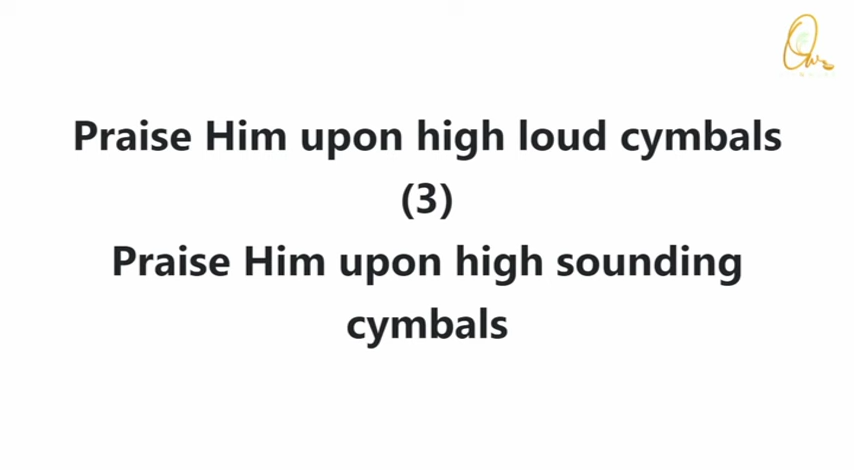 Praise Him upon high loud cymbals
(3)
Praise Him upon high sounding
cymbals